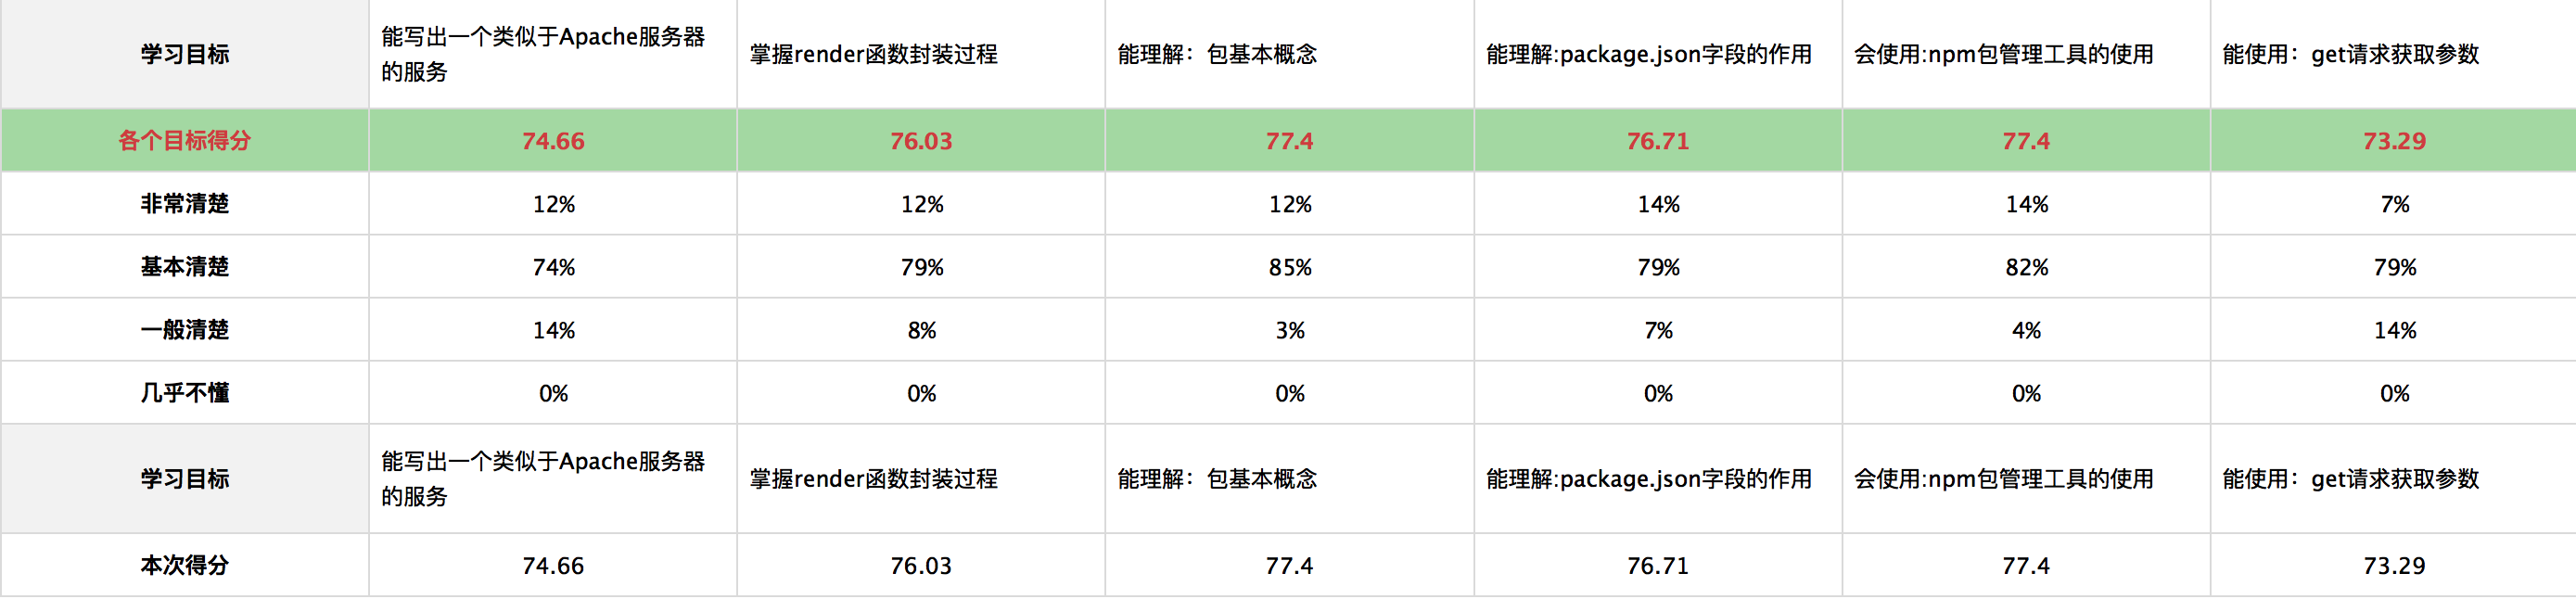 学习目标 能写出一个类似于Apache服务器的服务 掌握render函数封装过程 能理解：包基本概念 能理解:package.json字段的作用 会使用:npm包管理工具的使用 能使用：get请求获取参数
各个目标得分 74.66 76.03 77.4 76.71 77.4 73.29
非常清楚 12% 12% 12% 14% 14% 7%
基本清楚 74% 79% 85% 79% 82% 79%
一般清楚 14% 8% 3% 7% 4% 14%
几乎不懂 0% 0% 0% 0% 0% 0%
学习目标 能写出一个类似于Apache服务器的服务 掌握render函数封装过程 能理解：包基本概念 能理解:package.json字段的作用 会使用:npm包管理工具的使用 能使用：get请求获取参数
本次得分 74.66 76.03 77.4 76.71 77.4 73.29